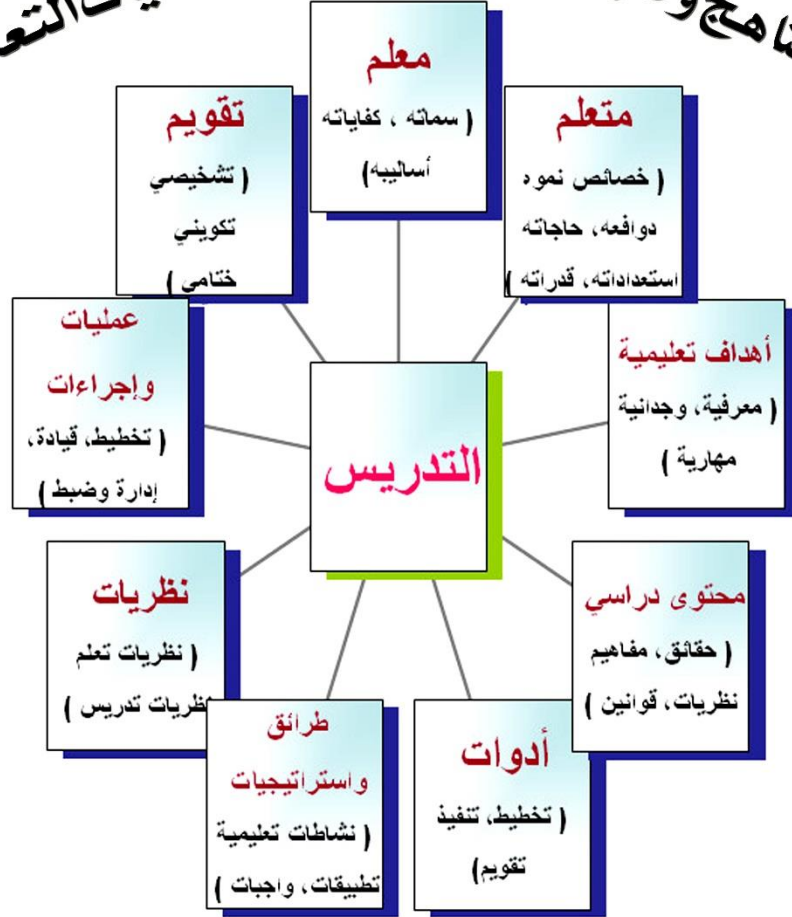 معلم
( سماته ، كفاياته
أساليبه)
متعلم
( خصائص نموه
دوافعه، حاجاته
استعداداته، قدراته )
أهداف تعليمية
( معرفية، وجدانية
مهارية )
محتوى دراسي
( حقائق، مفاهيم
نظريات، قوانين )
أدوات
( تخطيط، تنفيذ
تقويم)
طرائق
واستراتيجيات
( نشاطات تعليمية
تطبيقات، واجبات )
نظريات
( نظريات تعلم
نظريات تدريس )
عمليات
وإجراءات
( تخطيط، قيادة،
إدارة وضبط )
تقويم
( تشخيصي
تكويني
ختامي )
التدريس